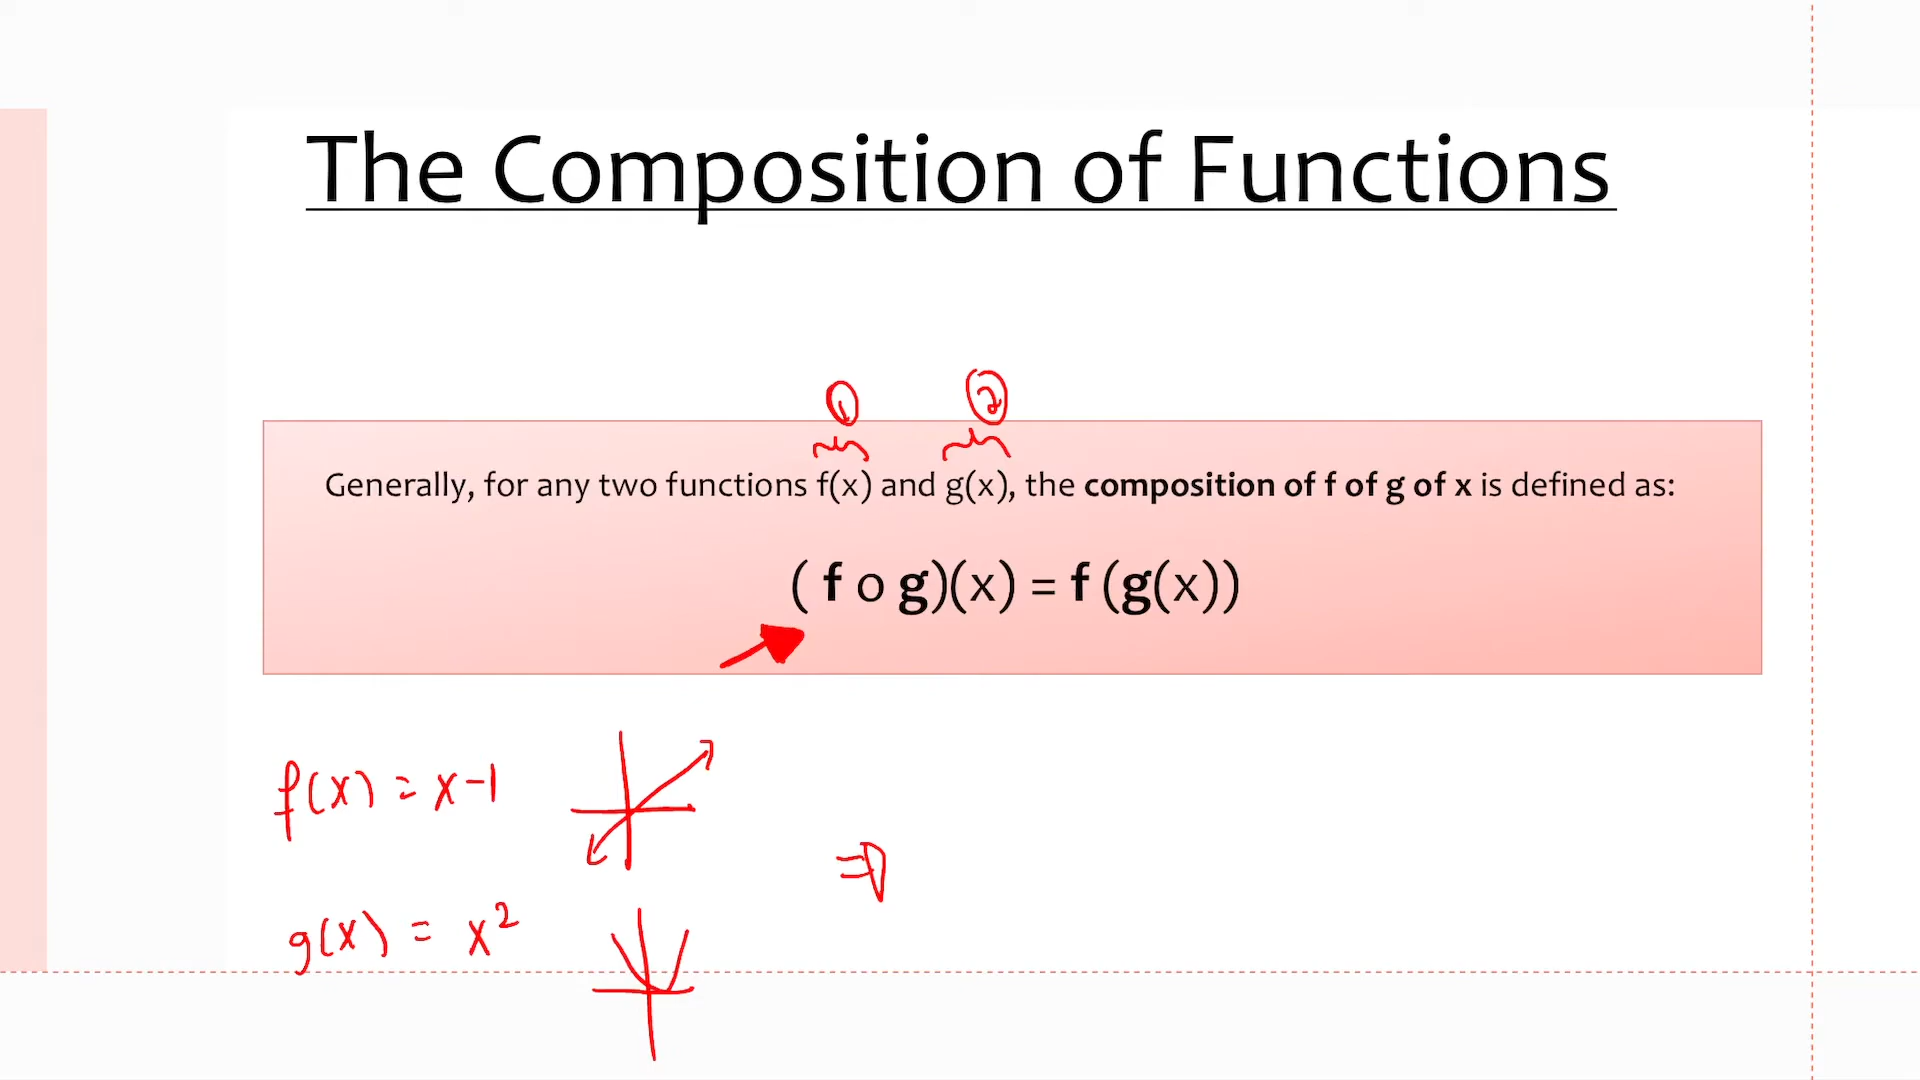 The Composition of Functions
① ②
Generally, for any two functions f(x) and g(x), the composition of f of g of x is defined as:
( f o g)(x) = f (g(x))
f(x) = x-1
⇒
g(x) = x²